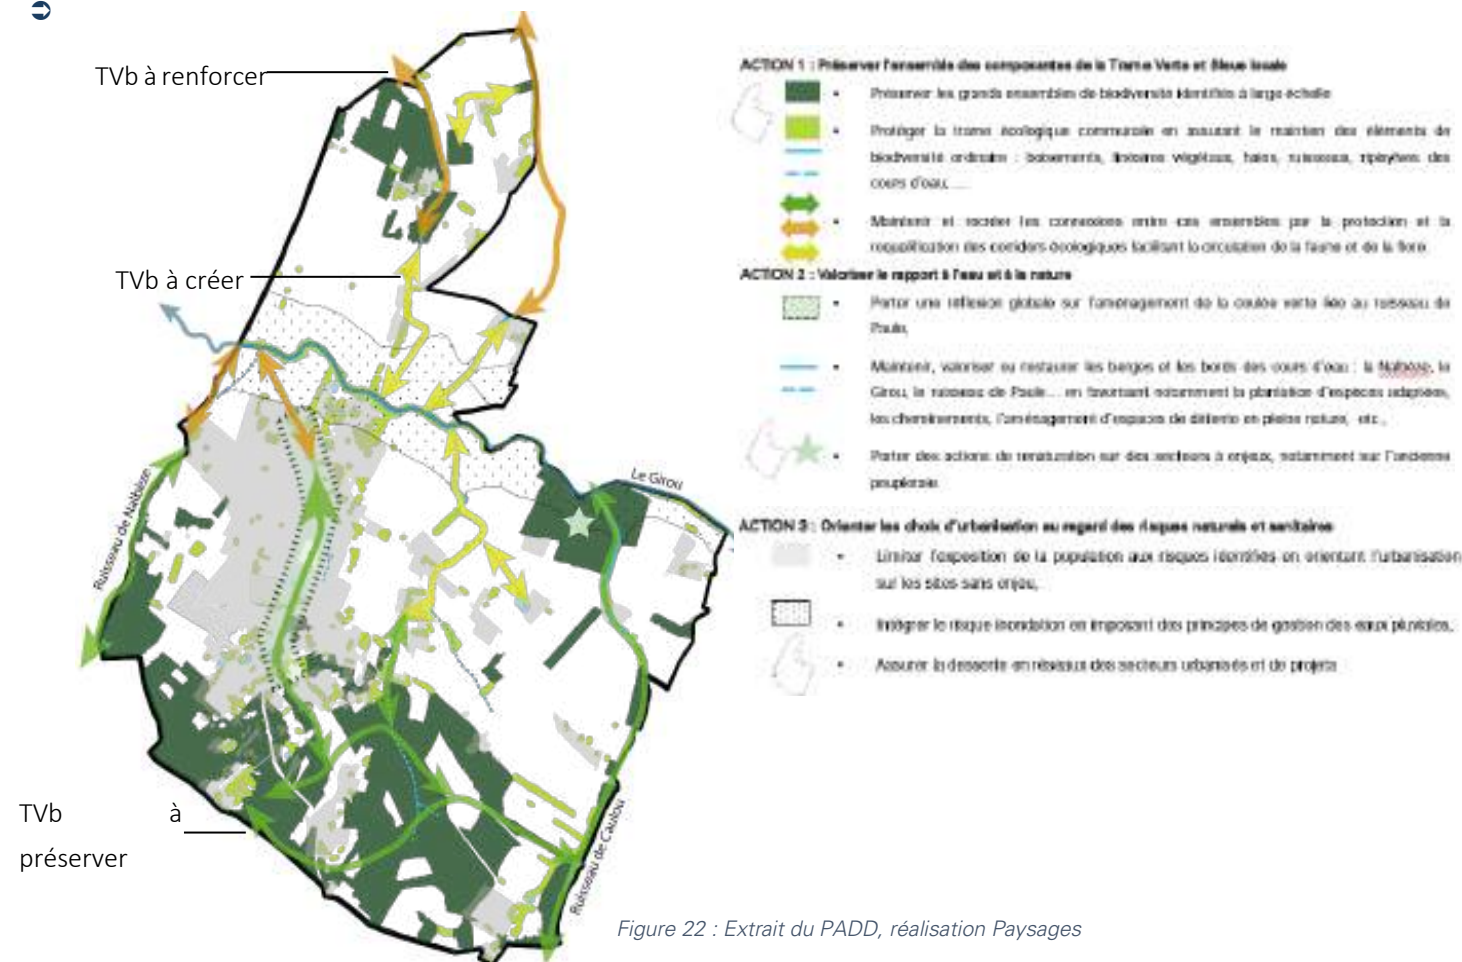 TVb à renforcer
TVb à créer
TVb à
préserver
Ruisseau de Nalbèze
Le Girou
Ruisseau de Caulou
ACTION 1 : Préserver l'ensemble des composantes de la Trame Verte et Bleue locale
• Préserver les grands ensembles de biodiversité identifiés à large échelle
• Protéger la trame écologique communale en assurant le maintien des éléments de
biodiversité ordinaire : boisements, linéaires végétaux, haies, ruisseaux, ripisylves des
cours d'eau, ...
• Maintenir et recréer les connexions entre ces ensembles par la protection et la
requalification des corridors écologiques facilitant la circulation de la faune et de la flore
ACTION 2 : Valoriser le rapport à l'eau et à la nature
• Porter une réflexion globale sur l'aménagement de la coulée verte liée au ruisseau de
Paule,
• Maintenir, valoriser ou restaurer les berges et les bords des cours d'eau : la Nalbèze, le
Girou, le ruisseau de Paule... en favorisant notamment la plantation d'espèces adaptées,
les cheminements, l'aménagement d'espaces de détente en pleine nature, etc.,
• Porter des actions de renaturation sur des secteurs à enjeux, notamment sur l'ancienne
peupleraie
ACTION 3 : Orienter les choix d'urbanisation au regard des risques naturels et sanitaires
• Limiter l'exposition de la population aux risques identifiés en orientant l'urbanisation
sur les sites sans enjeu,
• Intégrer le risque inondation en imposant des principes de gestion des eaux pluviales,
• Assurer la desserte en réseaux des secteurs urbanisés et de projets
Figure 22 : Extrait du PADD, réalisation Paysages